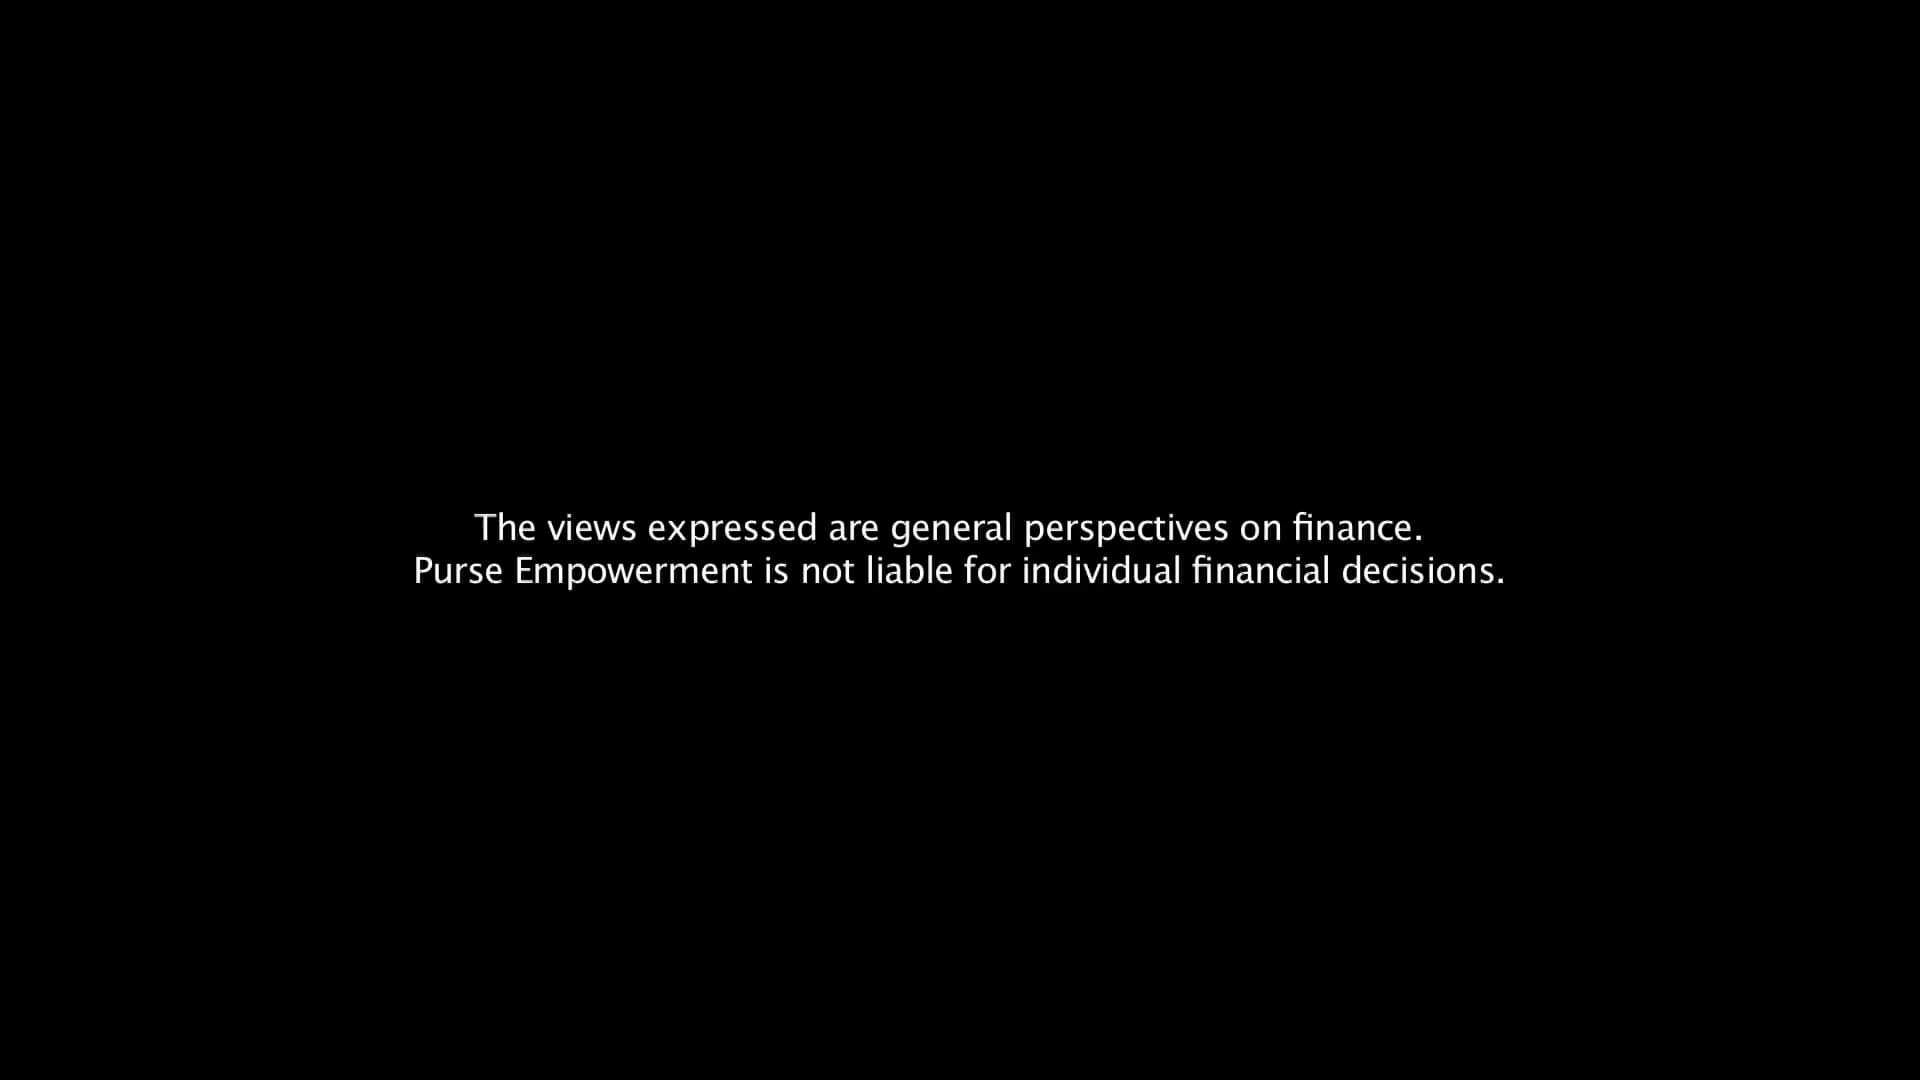 The views expressed are general perspectives on finance.
Purse Empowerment is not liable for individual financial decisions.